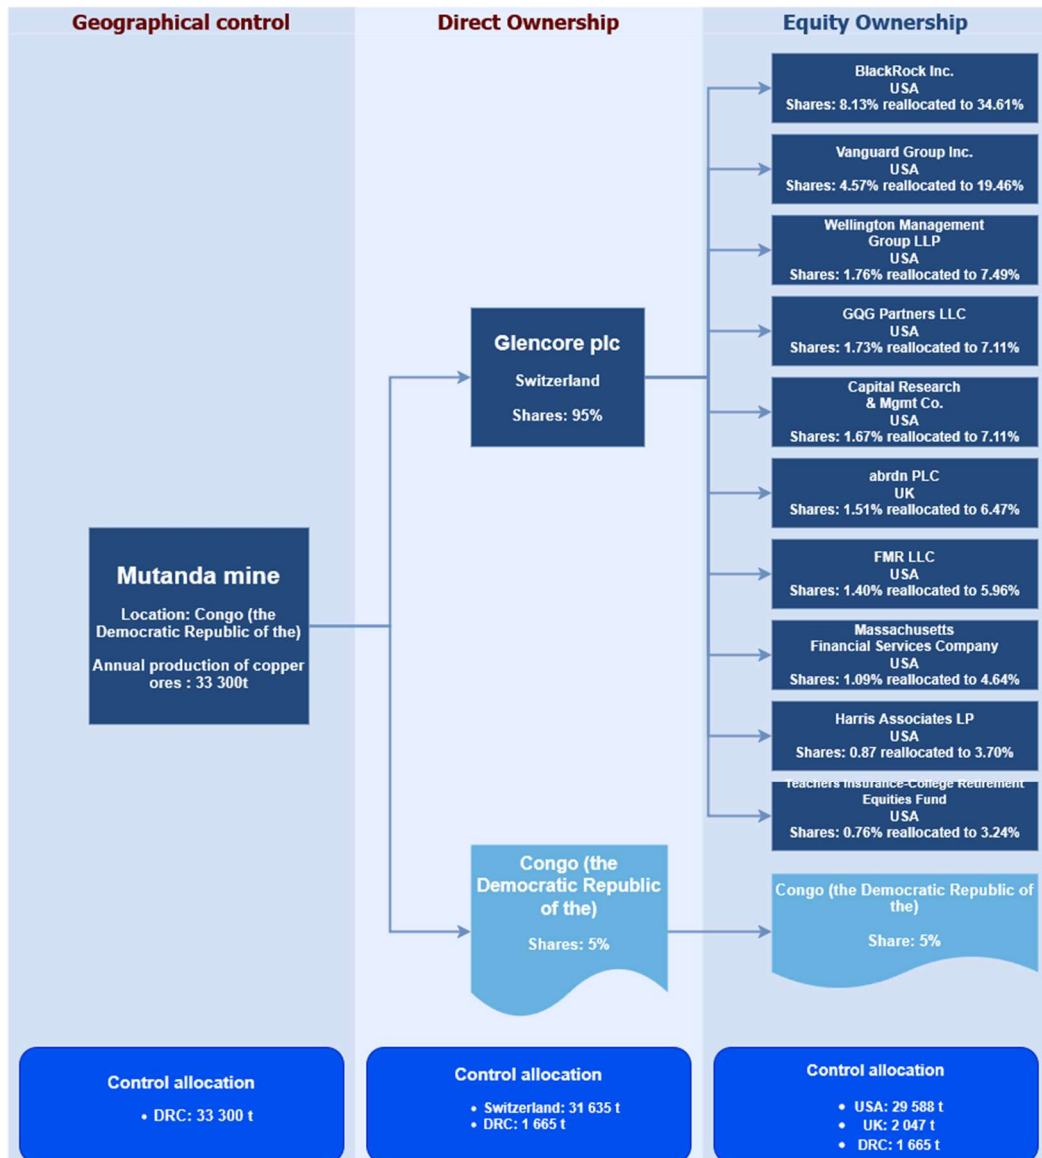 Geographical control
Direct Ownership
Equity Ownership
Mutanda mine
Location: Congo (the
Democratic Republic of the)
Annual production of copper
ores : 33 300t
Glencore plc
Switzerland
Shares: 95%
Congo (the
Democratic Republic
of the)
Shares: 5%
BlackRock Inc.
USA
Shares: 8.13% reallocated to 34.61%
Vanguard Group Inc.
USA
Shares: 4.57% reallocated to 19.46%
Wellington Management
Group LLP
USA
Shares: 1.76% reallocated to 7.49%
GQG Partners LLC
USA
Shares: 1.73% reallocated to 7.11%
Capital Research
& Mgmt Co.
USA
Shares: 1.67% reallocated to 7.11%
abrdn PLC
UK
Shares: 1.51% reallocated to 6.47%
FMR LLC
USA
Shares: 1.40% reallocated to 5.96%
Massachusetts
Financial Services Company
USA
Shares: 1.09% reallocated to 4.64%
Harris Associates LP
USA
Shares: 0.87 reallocated to 3.70%
Teachers Insurance-College Retirement
Equities Fund
USA
Shares: 0.76% reallocated to 3.24%
Congo (the Democratic Republic of
the)
Share: 5%
Control allocation
• DRC: 33 300 t
Control allocation
• Switzerland: 31 635 t
• DRC: 1 665 t
Control allocation
• USA: 29 588 t
• UK: 2 047 t
• DRC: 1 665 t